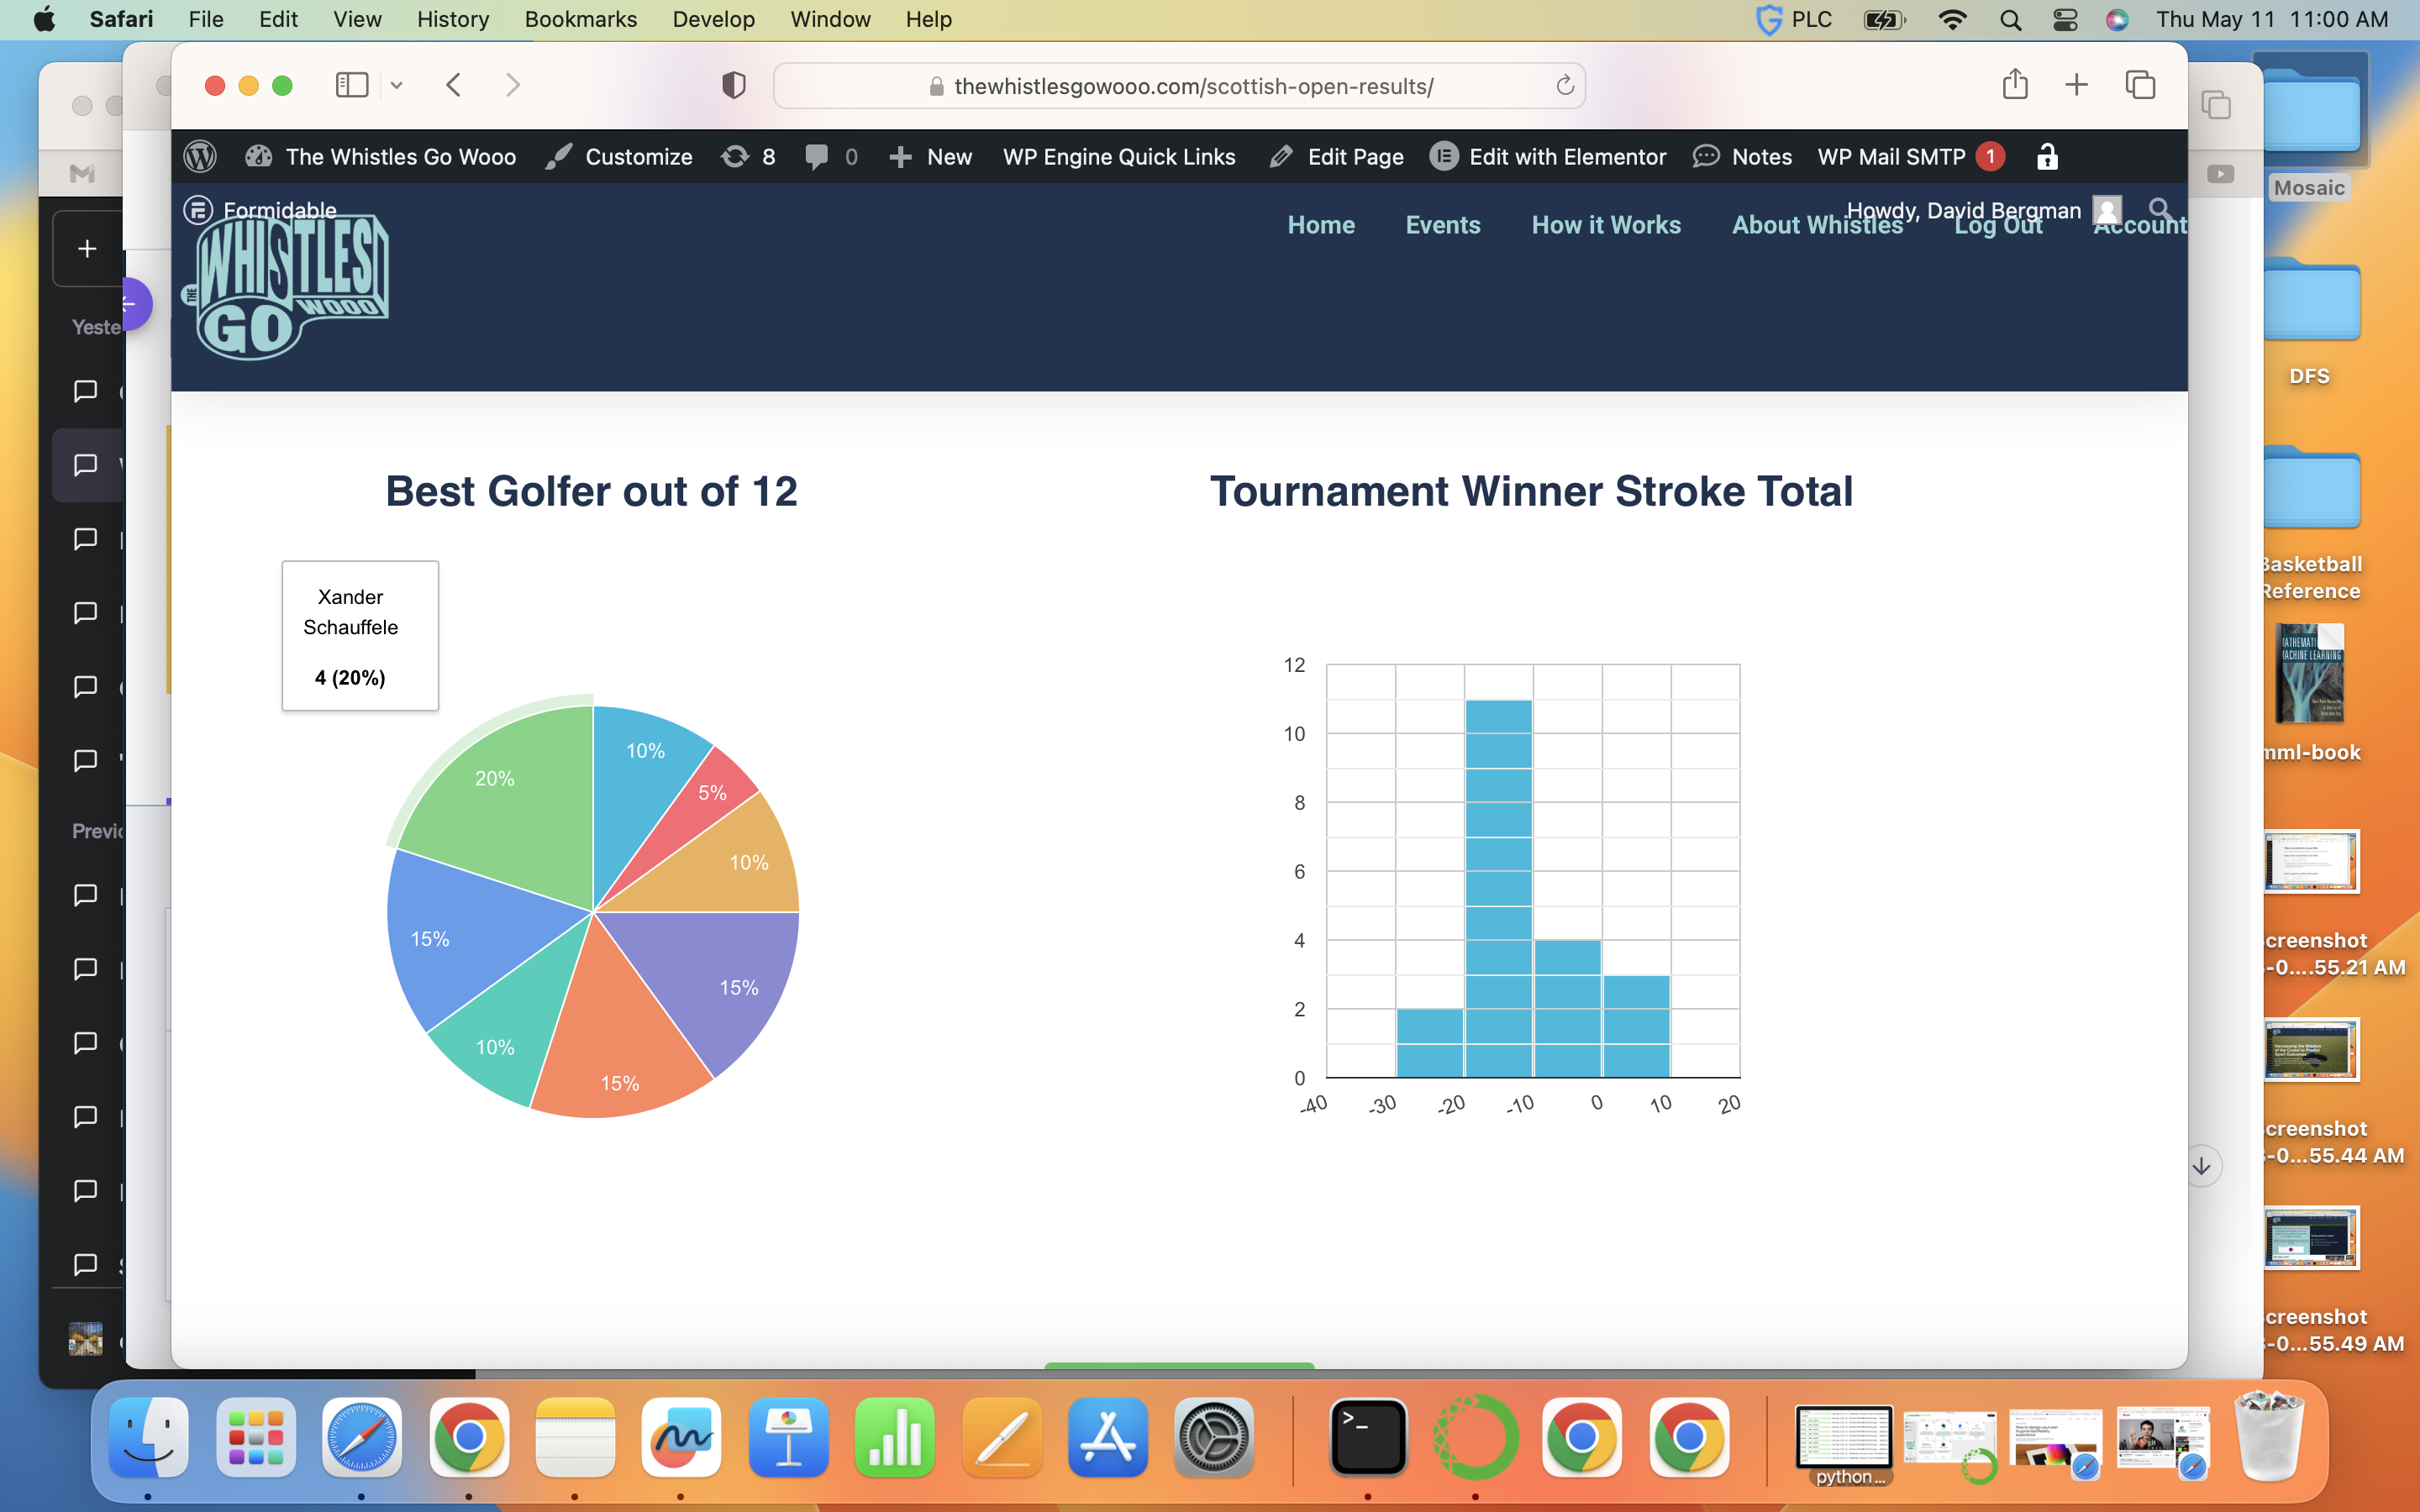 Safari File Edit View History Bookmarks Develop Window Help PLC Thu May 11 11:00 AM
thewhistlesgowooo.com/scottish-open-results/
The Whistles Go Wooo Customize 8 0 New WP Engine Quick Links Edit Page Edit with Elementor Notes WP Mail SMTP 1
Formidable Howdy, David Bergman
THE WHISTLES GO WOOO
Home Events How it Works About Whistles Log Out Account
Yeste
Previ
Best Golfer out of 12
Tournament Winner Stroke Total
Xander
Schauffele
4 (20%)
10%
5%
10%
15%
15%
10%
15%
20%
12
10
8
6
4
2
0
-40 -30 -20 -10 0 10 20
Mosaic
DFS
Basketball
Reference
MACHINE LEARNING
mml-book
creenshot
-0....55.21 AM
creenshot
-0...55.44 AM
creenshot
-0...55.49 AM
python ...